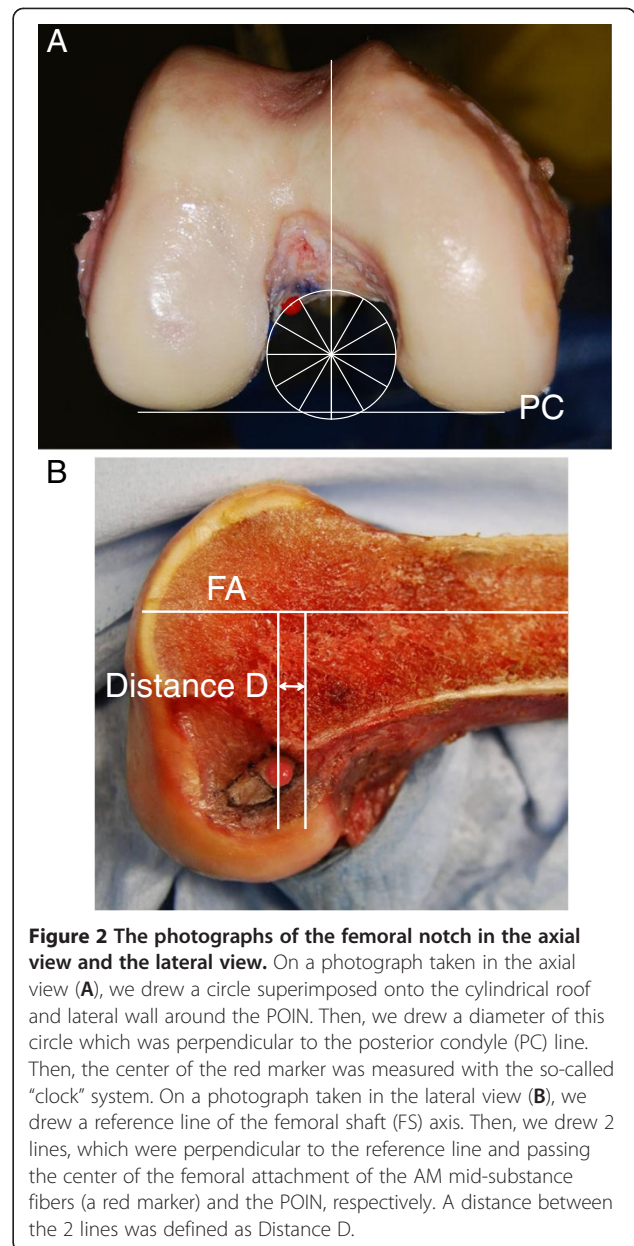 A
PC
B
FA
Distance D
Figure 2 The photographs of the femoral notch in the axial
view and the lateral view. On a photograph taken in the axial
view (A), we drew a circle superimposed onto the cylindrical roof
and lateral wall around the POIN. Then, we drew a diameter of this
circle which was perpendicular to the posterior condyle (PC) line.
Then, the center of the red marker was measured with the so-called
“clock” system. On a photograph taken in the lateral view (B), we
drew a reference line of the femoral shaft (FS) axis. Then, we drew 2
lines, which were perpendicular to the reference line and passing
the center of the femoral attachment of the AM mid-substance
fibers (a red marker) and the POIN, respectively. A distance between
the 2 lines was defined as Distance D.